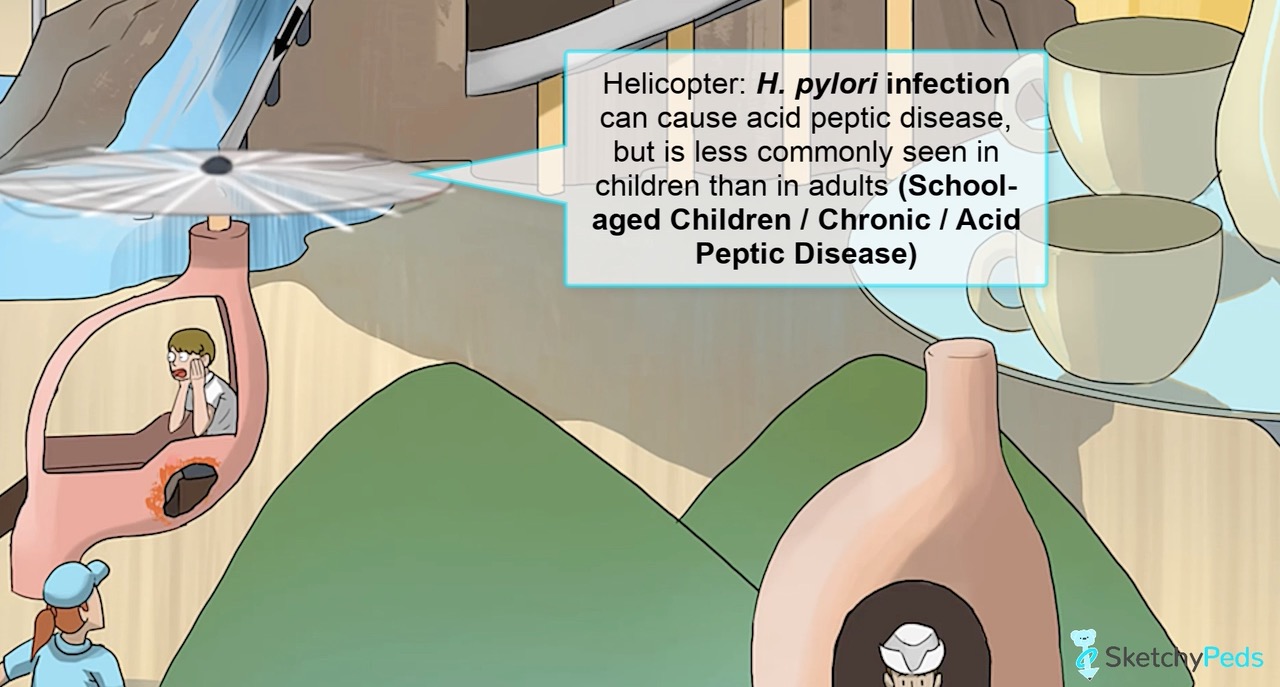 Helicopter: H. pylori infection
can cause acid peptic disease,
but is less commonly seen in
children than in adults (School-
aged Children / Chronic / Acid
Peptic Disease)
SketchyPeds